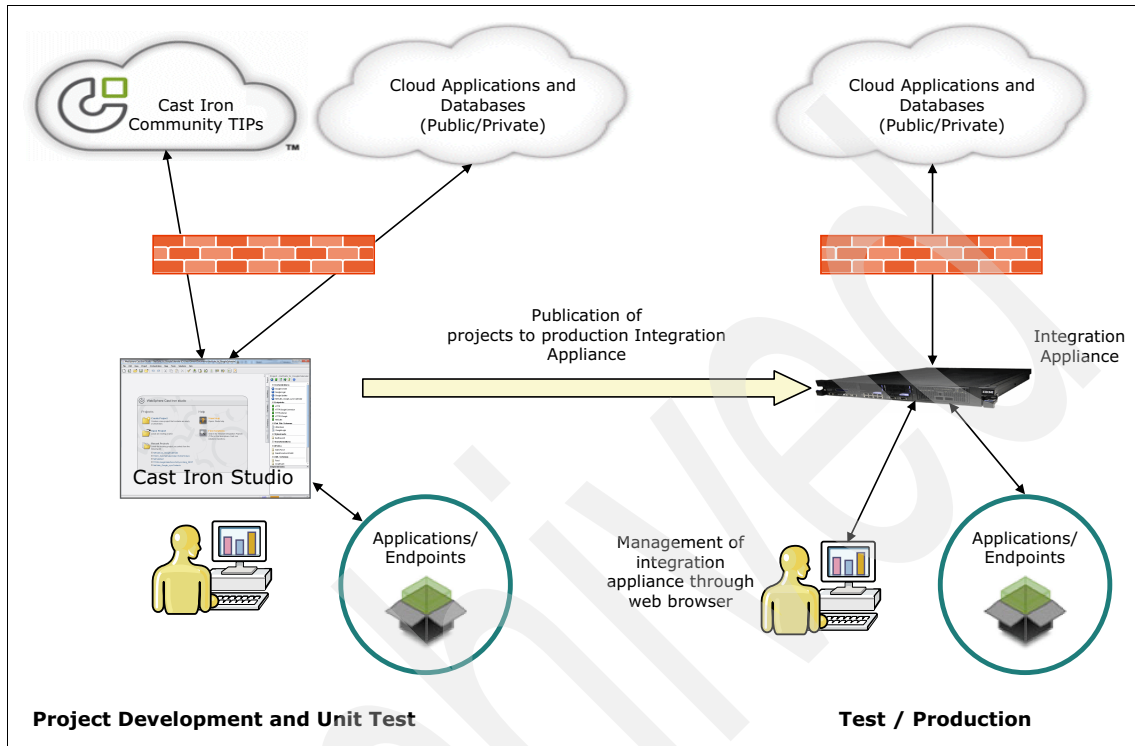 Cast Iron
Community TIPs
TM
Cloud Applications and
Databases
(Public/Private)
Cloud Applications and
Databases
(Public/Private)
Publication of
projects to production Integration
Appliance
Integration
Appliance
Cast Iron Studio
Applications/
Endpoints
Management of
integration
appliance through
web browser
Applications/
Endpoints
Project Development and Unit Test
Test / Production